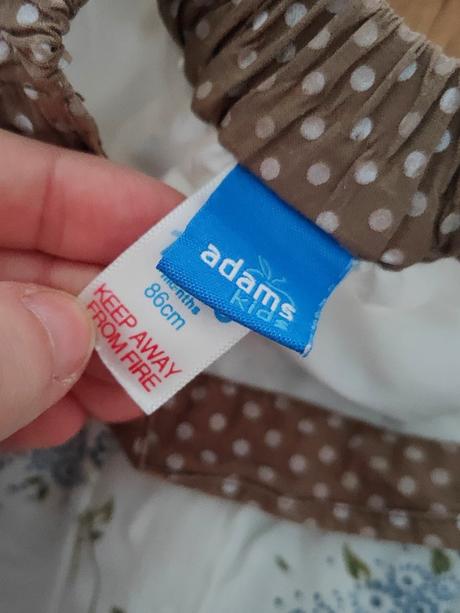 adams
kids
months
86cm
KEEP AWAY
FROM FIRE